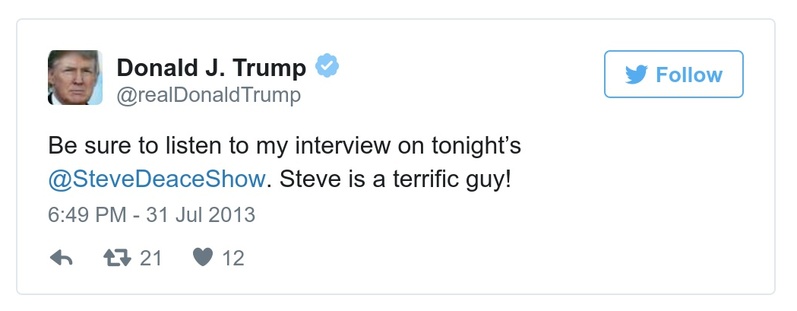 Donald J. Trump
@realDonaldTrump
Follow
Be sure to listen to my interview on tonight’s
@SteveDeaceShow. Steve is a terrific guy!
6:49 PM - 31 Jul 2013
21 12